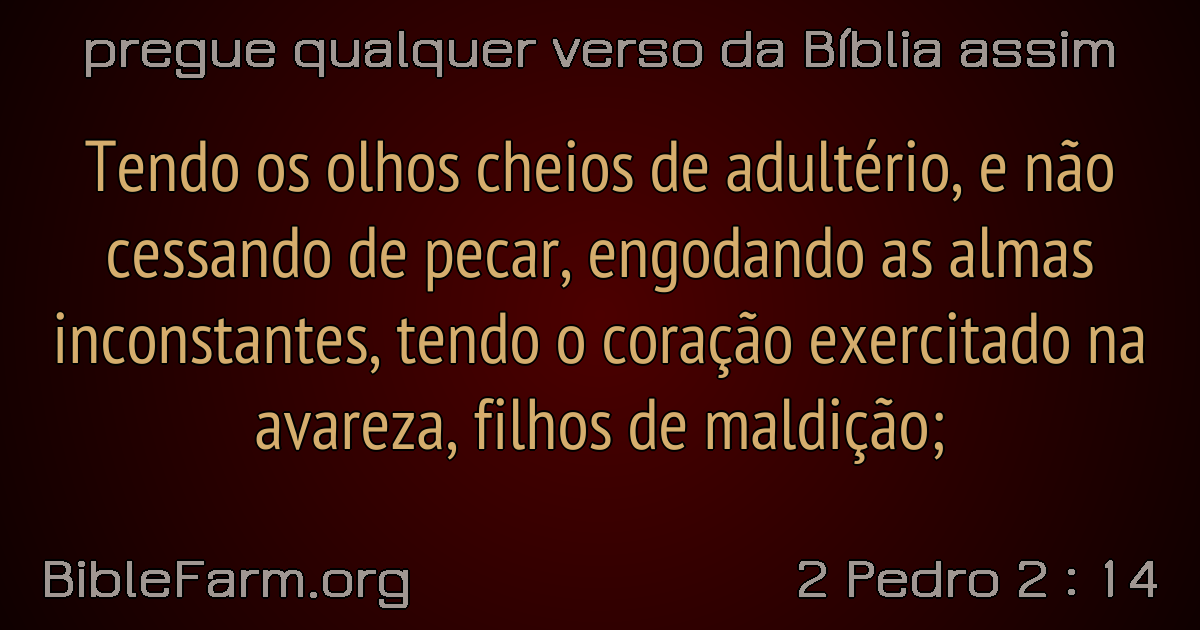 pregue qualquer verso da Bíblia assim
Tendo os olhos cheios de adultério, e não
cessando de pecar, engodando as almas
inconstantes, tendo o coração exercitado na
avareza, filhos de maldição;
BibleFarm.org
2 Pedro 2 : 14